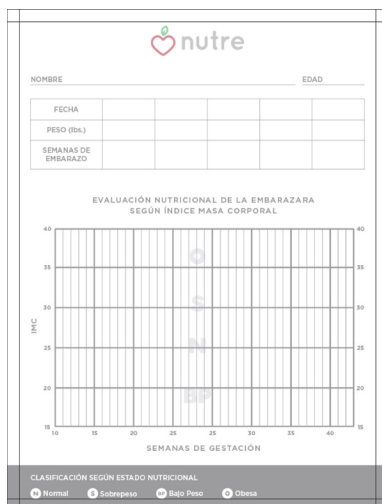 nutre
NOMBRE EDAD
FECHA
PESO (lbs.)
SEMANAS DE
EMBARAZO
EVALUACIÓN NUTRICIONAL DE LA EMBARAZARA
SEGÚN ÍNDICE MASA CORPORAL
40 40
O
35 35
S
30 30
IMC
N
25 25
20 20
BP
15 15
10 15 20 25 30 35 40
SEMANAS DE GESTACIÓN
CLASIFICACIÓN SEGÚN ESTADO NUTRICIONAL
N Normal S Sobrepeso BP Bajo Peso O Obesa